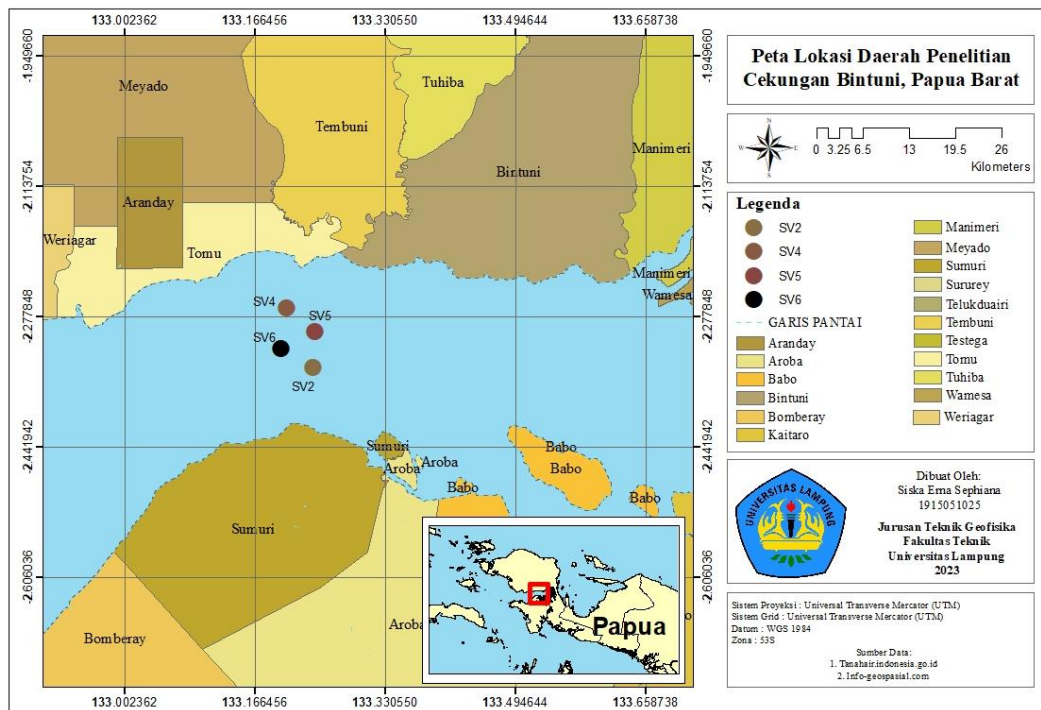 133.002362 133.166456 133.330550 133.494644 133.658738
-1.949660
2.113754
2.277848
2.441942
2.606036
-1.949660
2.113754
2.277848
2.441942
2.606036
Meyado
Tembuni
Tuhiba
Bintuni
Manimeri
Aranday
Weriagar
Tomu
Manimeri
Wamesa
SV4
SV5
SV6
SV2
Sumuri
Aroba
Aroba
Babo
Babo
Babo
Babo
Sumuri
Bomberay
Aroba
Papua
133.002362 133.166456 133.330550 133.494644 133.658738
Peta Lokasi Daerah Penelitian
Cekungan Bintuni, Papua Barat
N
W E
S
0 3.25 6.5 13 19.5 26
Kilometers
Legenda
SV2
SV4
SV5
SV6
GARIS PANTAI
Aranday
Aroba
Babo
Bintuni
Bomberay
Kaitaro
Manimeri
Meyado
Sumuri
Sururey
Telukduairi
Tembuni
Testega
Tomu
Tuhiba
Wamesa
Weriagar
UNIVERSITAS LAMPUNG
Dibuat Oleh:
Siska Erna Sephiana
1915051025
Jurusan Teknik Geofisika
Fakultas Teknik
Universitas Lampung
2023
Sistem Proyeksi : Universal Transverse Mercator (UTM)
Sistem Grid : Universal Transverse Mercator (UTM)
Datum : WGS 1984
Zona : 53S
Sumber Data:
1. Tanahair.indonesia.go.id
2. Info-geospasial.com